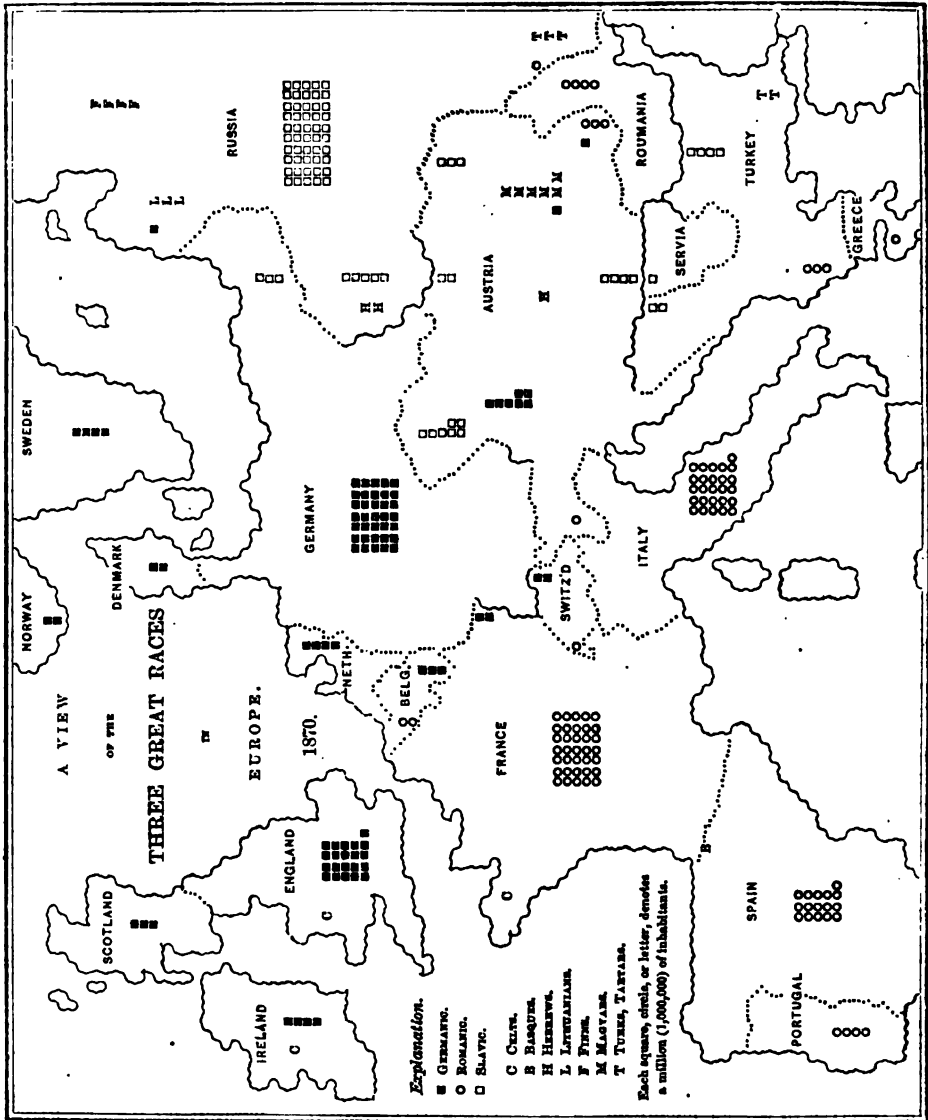 A VIEW
OF THE
THREE GREAT RACES
IN
EUROPE.
1870.
NORWAY
SWEDEN
DENMARK
RUSSIA
F F F F
L
L
L
SCOTLAND
IRELAND
C
ENGLAND
C
NETH.
BELG.
GERMANY
H
H
AUSTRIA
H
M
M
M
M M
M
T
T T
ROUMANIA
SERVIA
TURKEY
T
T
GREECE
FRANCE
C
SWITZ'D
ITALY
B
SPAIN
PORTUGAL
Explanation.
GERMANIC.
ROMANIC.
SLAVIC.
C CELTS.
B BASQUES.
H HEBREWS.
L LITHUANIANS.
F FINNS.
M MAGYARS.
T TURKS, TARTARS.
Each square, circle, or letter, denotes
a million (1,000,000) of inhabitants.